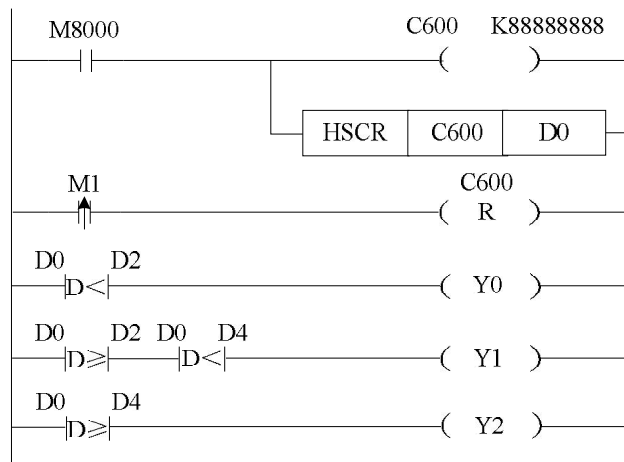 M8000 C600 K88888888
HSCR C600 D0
M1 C600
R
D0 D2
D< Y0
D0 D2 D0 D4
D≥ D< Y1
D0 D4
D≥ Y2